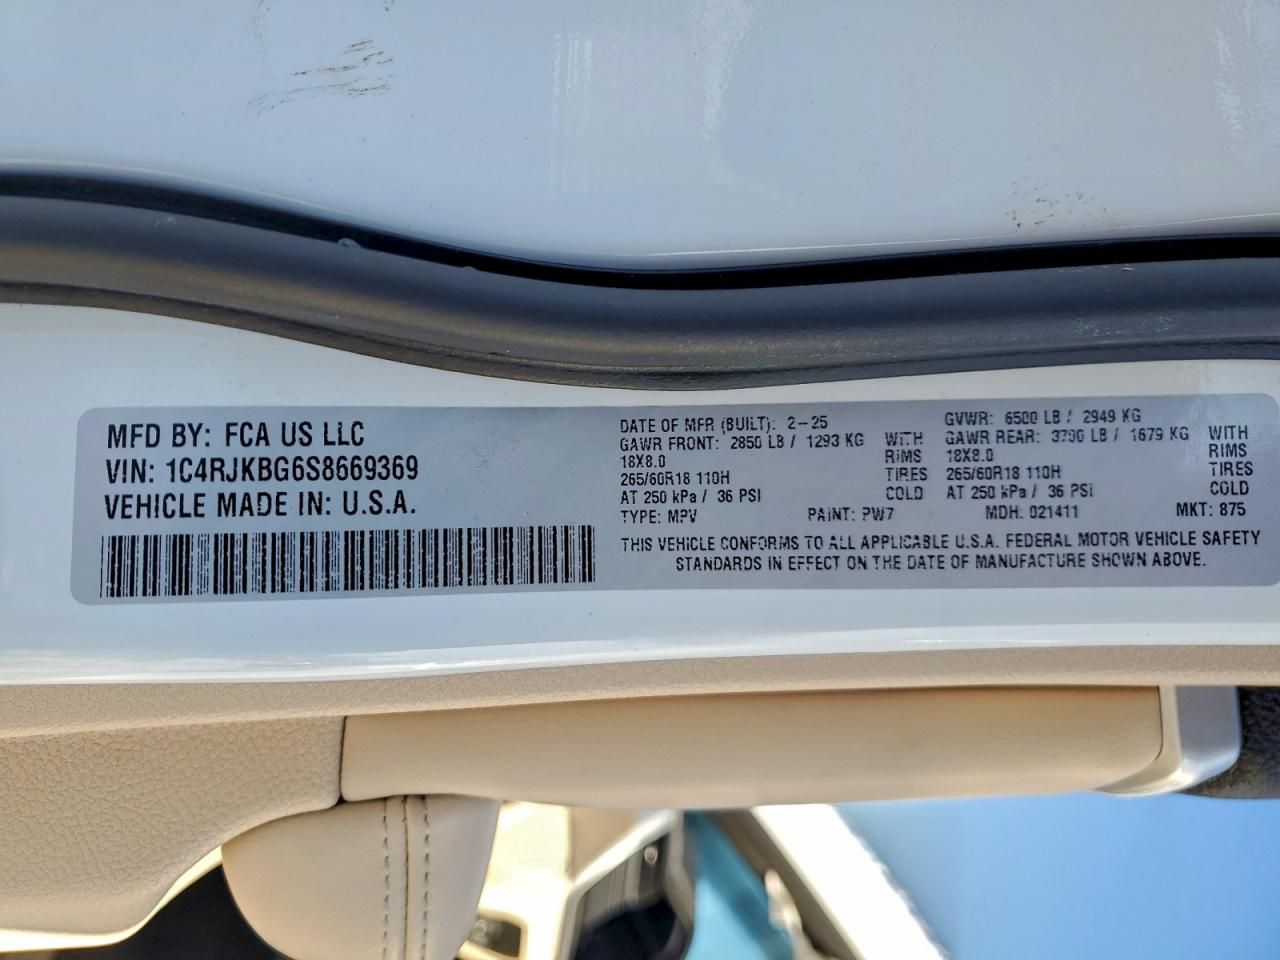 MFD BY: FCA US LLC
VIN: 1C4RJKBG6S8669369
VEHICLE MADE IN: U.S.A.
DATE OF MFR (BUILT): 2-25
GAWR FRONT: 2850 LB / 1293 KG WITH
18X8.0 RIMS
265/60R18 110H TIRES
AT 250 kPa / 36 PSI COLD
GVWR: 6500 LB / 2949 KG
GAWR REAR: 3700 LB / 1679 KG WITH
18X8.0 RIMS
265/60R18 110H TIRES
AT 250 kPa / 36 PSI COLD
TYPE: MPV PAINT: PW7 MDH: 021411 MKT: 875
THIS VEHICLE CONFORMS TO ALL APPLICABLE U.S.A. FEDERAL MOTOR VEHICLE SAFETY
STANDARDS IN EFFECT ON THE DATE OF MANUFACTURE SHOWN ABOVE.